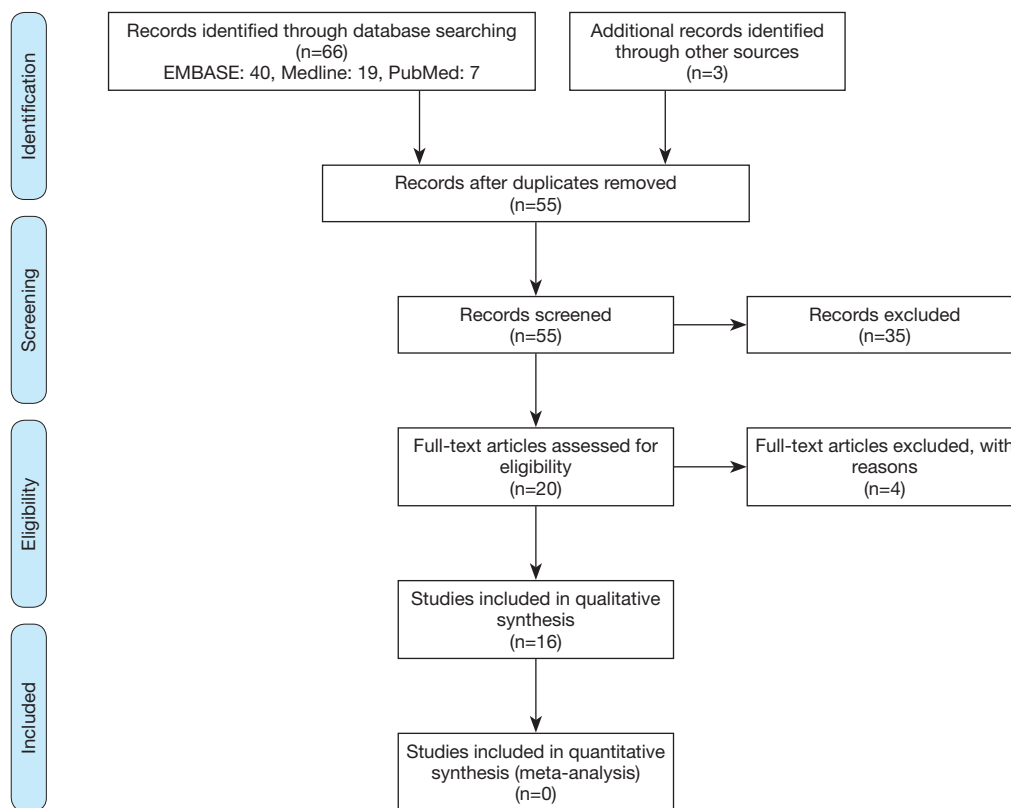 Identification
Records identified through database searching
(n=66)
EMBASE: 40, Medline: 19, PubMed: 7
Additional records identified
through other sources
(n=3)
Records after duplicates removed
(n=55)
Screening
Records screened
(n=55)
Records excluded
(n=35)
Eligibility
Full-text articles assessed for
eligibility
(n=20)
Full-text articles excluded, with
reasons
(n=4)
Included
Studies included in qualitative
synthesis
(n=16)
Studies included in quantitative
synthesis (meta-analysis)
(n=0)